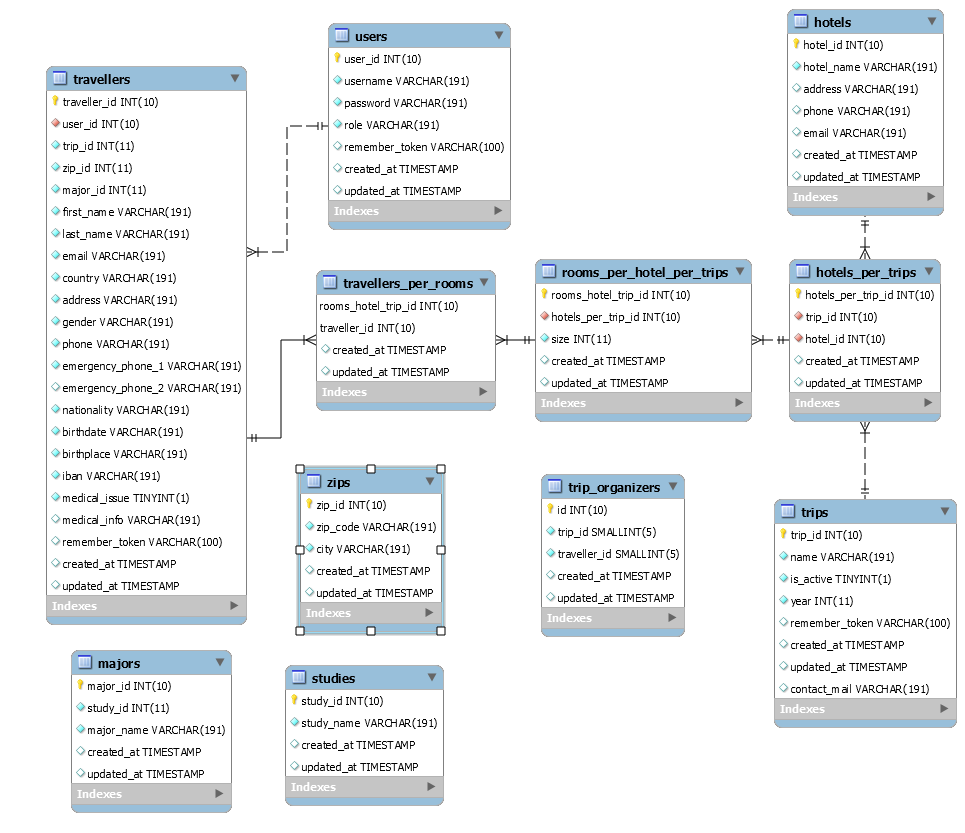 users
user_id INT(10)
username VARCHAR(191)
password VARCHAR(191)
role VARCHAR(191)
remember_token VARCHAR(100)
created_at TIMESTAMP
updated_at TIMESTAMP
Indexes
hotels
hotel_id INT(10)
hotel_name VARCHAR(191)
address VARCHAR(191)
phone VARCHAR(191)
email VARCHAR(191)
created_at TIMESTAMP
updated_at TIMESTAMP
Indexes
travellers
traveller_id INT(10)
user_id INT(10)
trip_id INT(11)
zip_id INT(11)
major_id INT(11)
first_name VARCHAR(191)
last_name VARCHAR(191)
email VARCHAR(191)
country VARCHAR(191)
address VARCHAR(191)
gender VARCHAR(191)
phone VARCHAR(191)
emergency_phone_1 VARCHAR(191)
emergency_phone_2 VARCHAR(191)
nationality VARCHAR(191)
birthdate VARCHAR(191)
birthplace VARCHAR(191)
iban VARCHAR(191)
medical_issue TINYINT(1)
medical_info VARCHAR(191)
remember_token VARCHAR(100)
created_at TIMESTAMP
updated_at TIMESTAMP
Indexes
travellers_per_rooms
rooms_hotel_trip_id INT(10)
traveller_id INT(10)
created_at TIMESTAMP
updated_at TIMESTAMP
Indexes
rooms_per_hotel_per_trips
rooms_hotel_trip_id INT(10)
hotels_per_trip_id INT(10)
size INT(11)
created_at TIMESTAMP
updated_at TIMESTAMP
Indexes
hotels_per_trips
hotels_per_trip_id INT(10)
trip_id INT(10)
hotel_id INT(10)
created_at TIMESTAMP
updated_at TIMESTAMP
Indexes
zips
zip_id INT(10)
zip_code VARCHAR(191)
city VARCHAR(191)
created_at TIMESTAMP
updated_at TIMESTAMP
Indexes
trip_organizers
id INT(10)
trip_id SMALLINT(5)
traveller_id SMALLINT(5)
created_at TIMESTAMP
updated_at TIMESTAMP
Indexes
trips
trip_id INT(10)
name VARCHAR(191)
is_active TINYINT(1)
year INT(11)
remember_token VARCHAR(100)
created_at TIMESTAMP
updated_at TIMESTAMP
contact_mail VARCHAR(191)
Indexes
majors
major_id INT(10)
study_id INT(11)
major_name VARCHAR(191)
created_at TIMESTAMP
updated_at TIMESTAMP
Indexes
studies
study_id INT(10)
study_name VARCHAR(191)
created_at TIMESTAMP
updated_at TIMESTAMP
Indexes